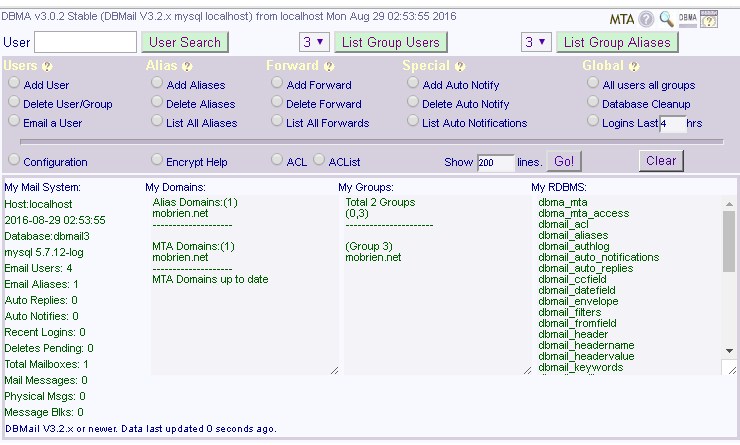 DBMA v3.0.2 Stable (DBMail V3.2.x mysql localhost) from localhost Mon Aug 29 02:53:55 2016
MTA ? DBMA ?
User User Search 3 List Group Users 3 List Group Aliases
Users ? Alias ? Forward ? Special ? Global ?
Add User Add Aliases Add Forward Add Auto Notify All users all groups
Delete User/Group Delete Aliases Delete Forward Delete Auto Notify Database Cleanup
Email a User List All Aliases List All Forwards List Auto Notifications Logins Last 4 hrs
Configuration Encrypt Help ACL ACList Show 200 lines. Go! Clear
My Mail System:
Host:localhost
2016-08-29 02:53:55
Database:dbmail3
mysql 5.7.12-log
Email Users: 4
Email Aliases: 1
Auto Replies: 0
Auto Notifies: 0
Recent Logins: 0
Deletes Pending: 0
Total Mailboxes: 1
Mail Messages: 0
Physical Msgs: 0
Message Blks: 0
My Domains:
Alias Domains:(1)
mobrien.net
--------------------
MTA Domains:(1)
mobrien.net
--------------------
MTA Domains up to date
My Groups:
Total 2 Groups
(0,3)
----------------------
(Group 3)
mobrien.net
My RDBMS:
dbma_mta
dbma_mta_access
dbmail_acl
dbmail_aliases
dbmail_authlog
dbmail_auto_notifications
dbmail_auto_replies
dbmail_ccfield
dbmail_datefield
dbmail_envelope
dbmail_filters
dbmail_fromfield
dbmail_header
dbmail_headername
dbmail_headervalue
dbmail_keywords
DBMail V3.2.x or newer. Data last updated 0 seconds ago.